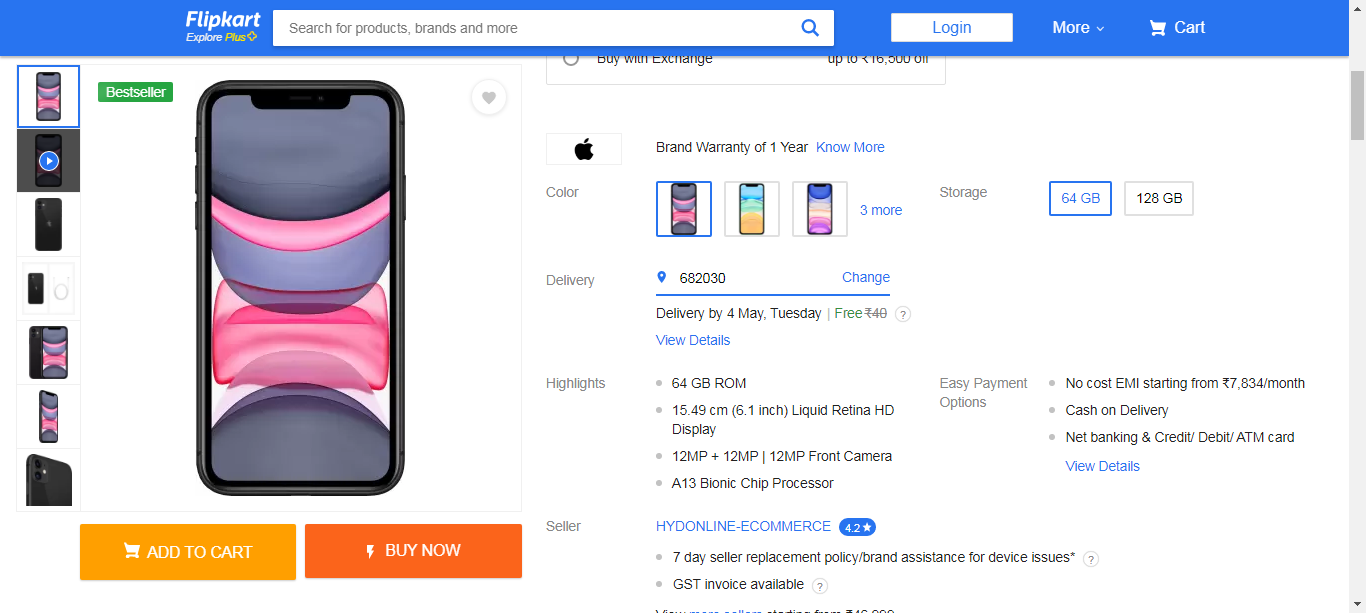 Flipkart
Explore Plus
Search for products, brands and more
Login
More
Cart
Buy with Exchange
up to ₹16,500 off
Bestseller
Brand Warranty of 1 Year Know More
Color
3 more
Storage
64 GB
128 GB
Delivery
682030
Change
Delivery by 4 May, Tuesday | Free ₹40 ?
View Details
Highlights
64 GB ROM
15.49 cm (6.1 inch) Liquid Retina HD
Display
12MP + 12MP | 12MP Front Camera
A13 Bionic Chip Processor
Easy Payment
Options
No cost EMI starting from ₹7,834/month
Cash on Delivery
Net banking & Credit/ Debit/ ATM card
View Details
Seller
HYDONLINE-ECOMMERCE 4.2★
7 day seller replacement policy/brand assistance for device issues* ?
GST invoice available ?
View more sellers starting from
ADD TO CART
BUY NOW